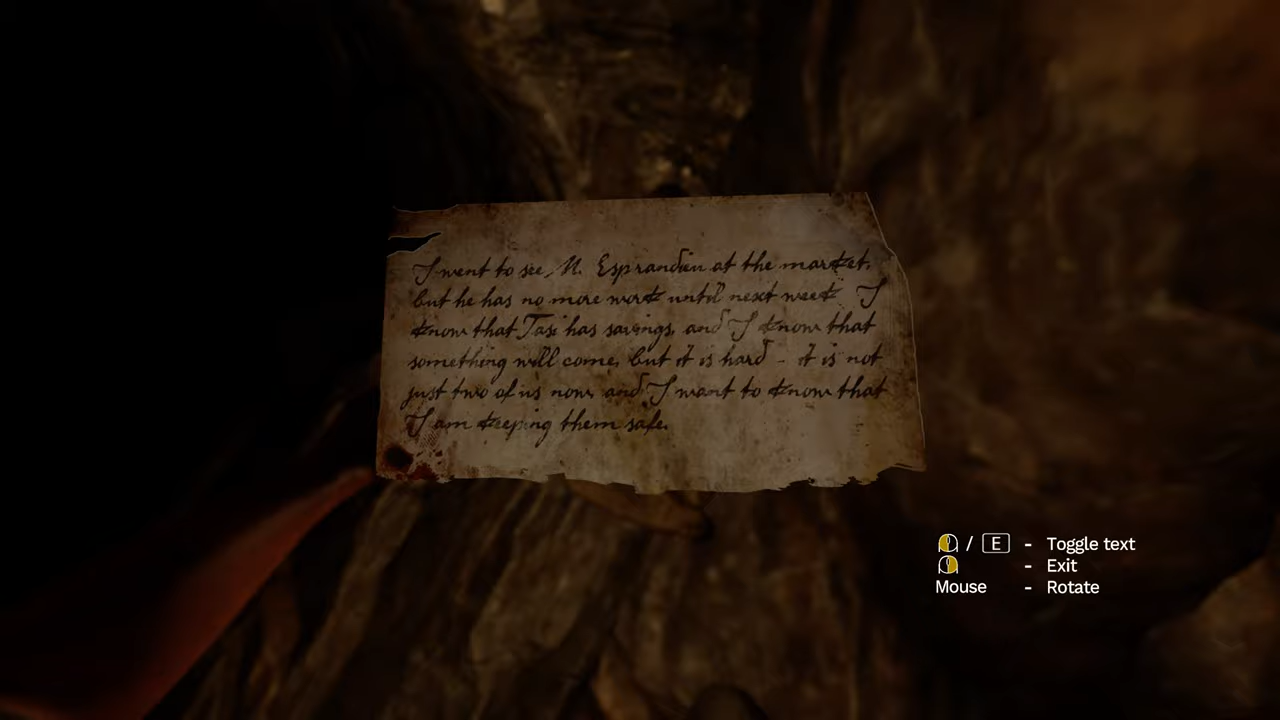 I went to see M. Esprandieu at the market,
but he has no more work until next week. I
know that Tasi has savings, and I know that
something will come, but it is hard - it is not
just two of us now, and I want to know that
I am keeping them safe.
/ E - Toggle text
- Exit
Mouse - Rotate